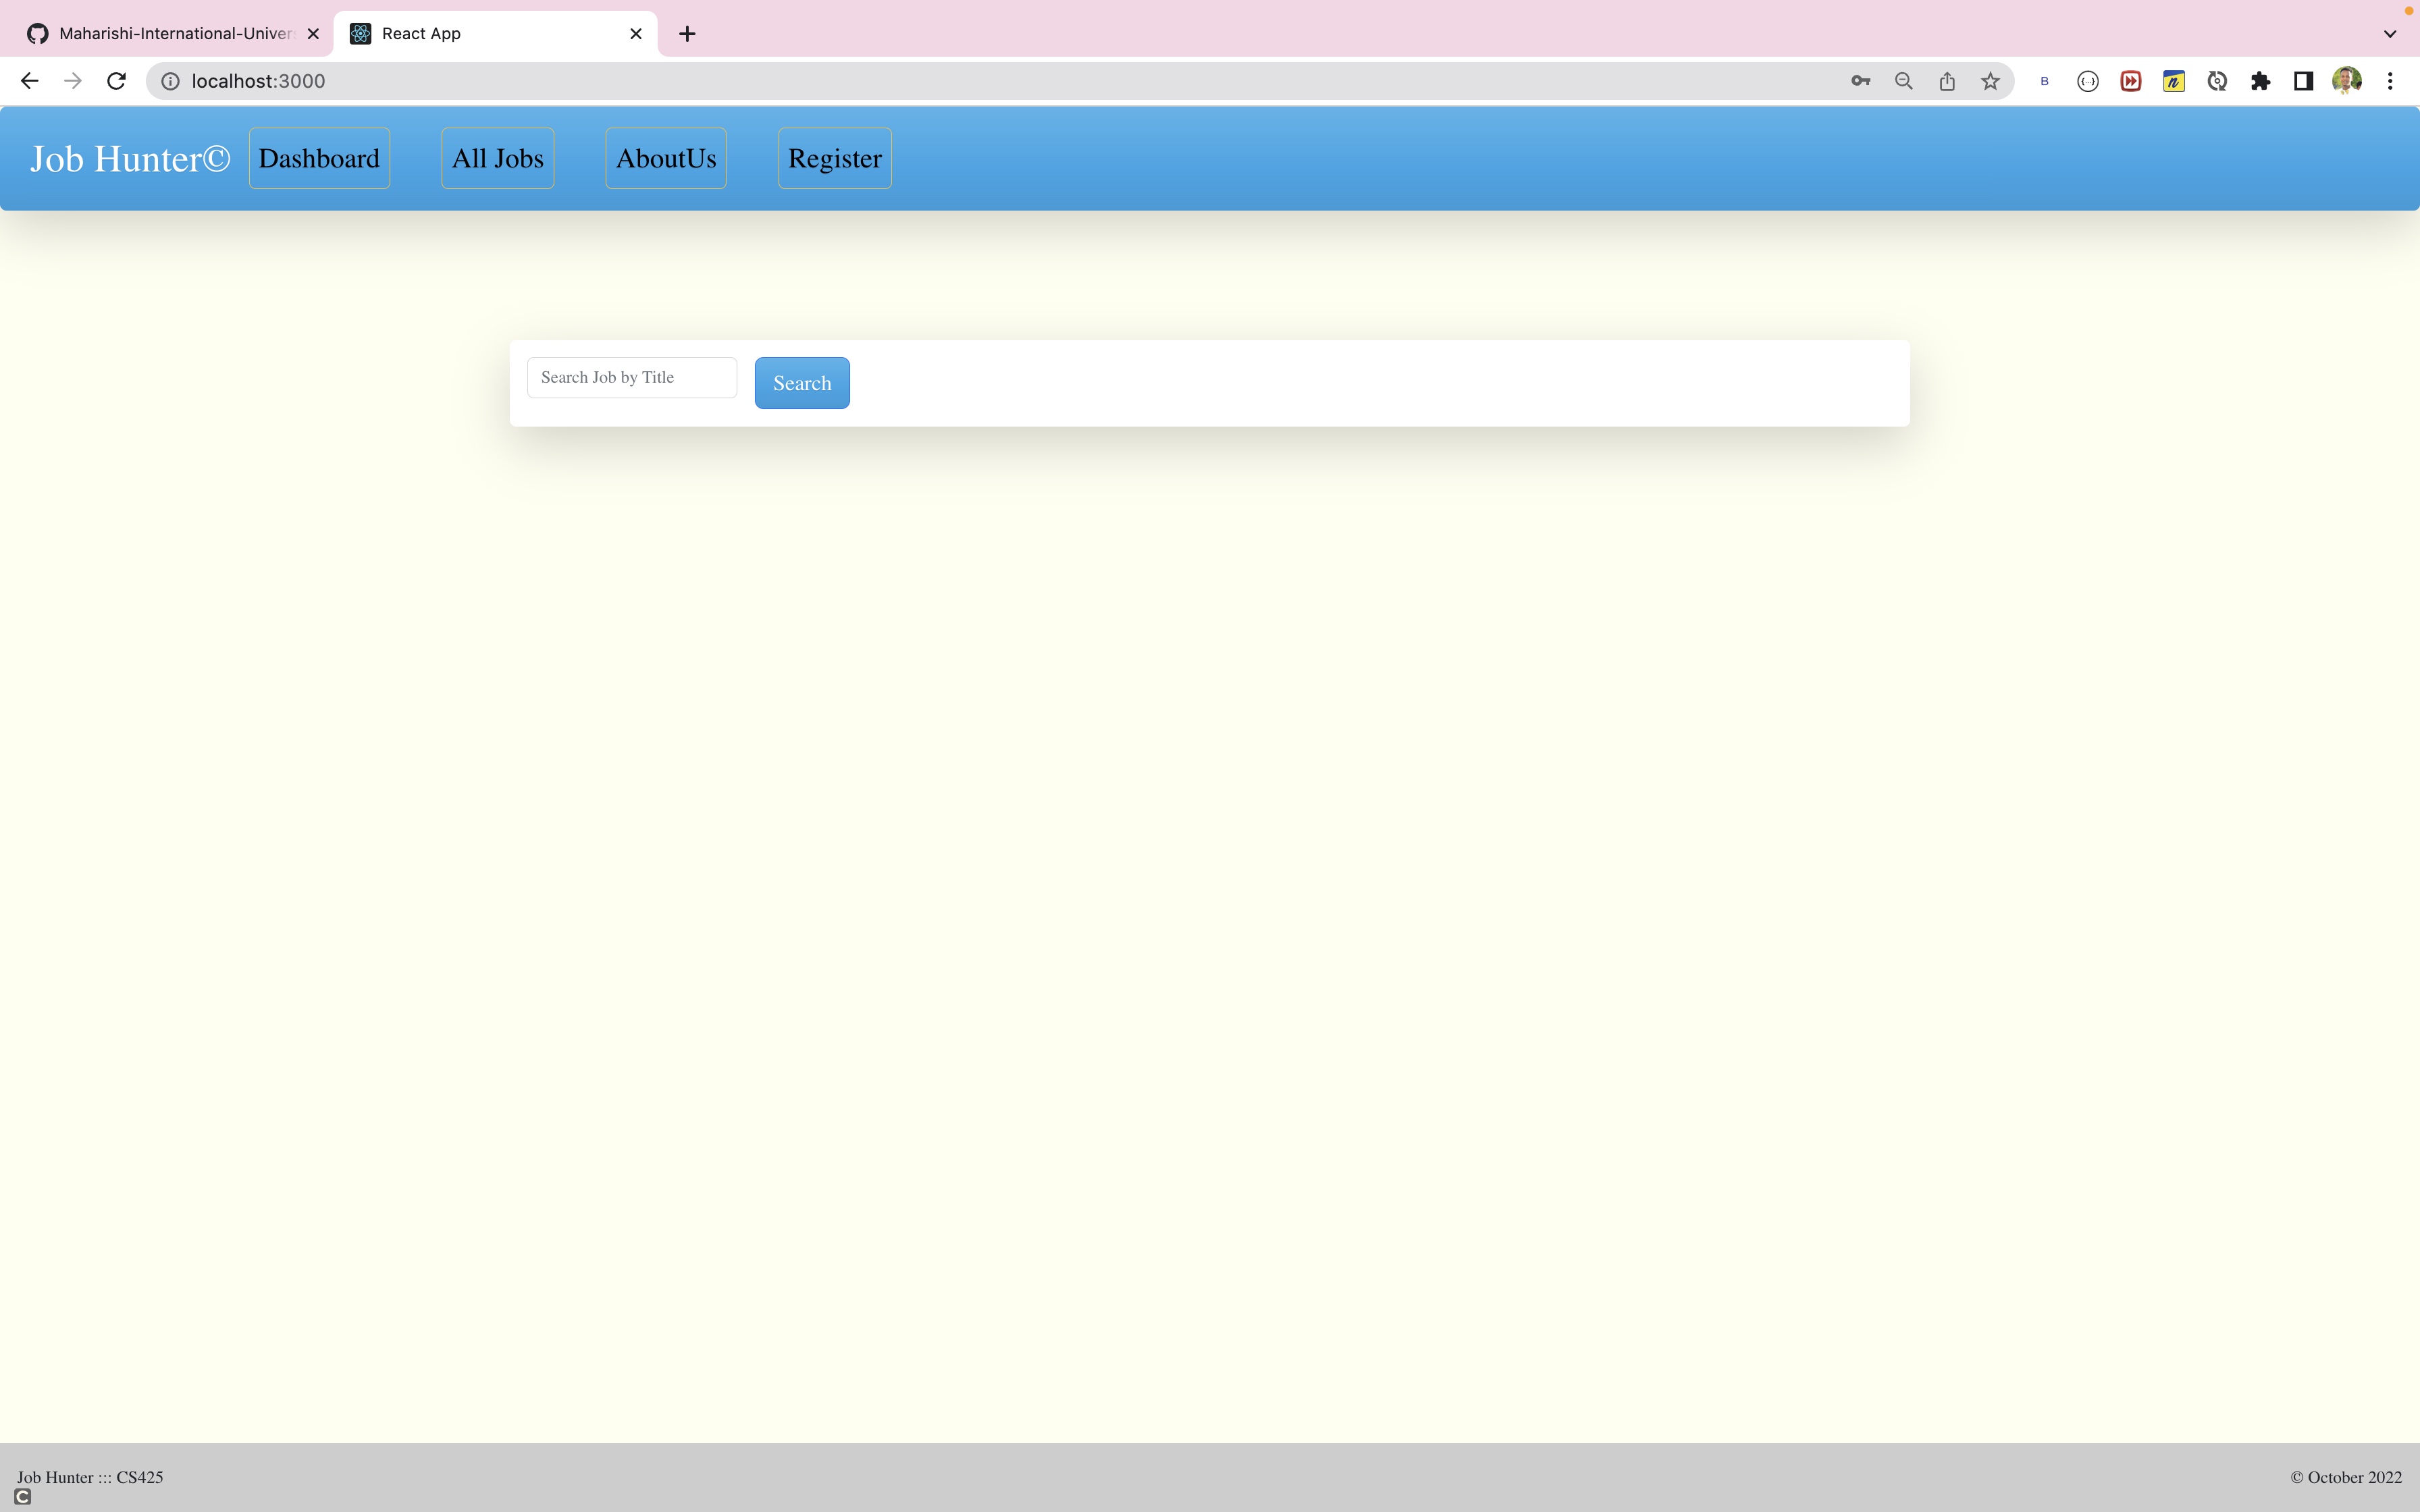 Maharishi-International-Univer
React App
localhost:3000
B
n
Job Hunter©
Dashboard
All Jobs
AboutUs
Register
Search Job by Title
Search
Job Hunter ::: CS425
© October 2022
C